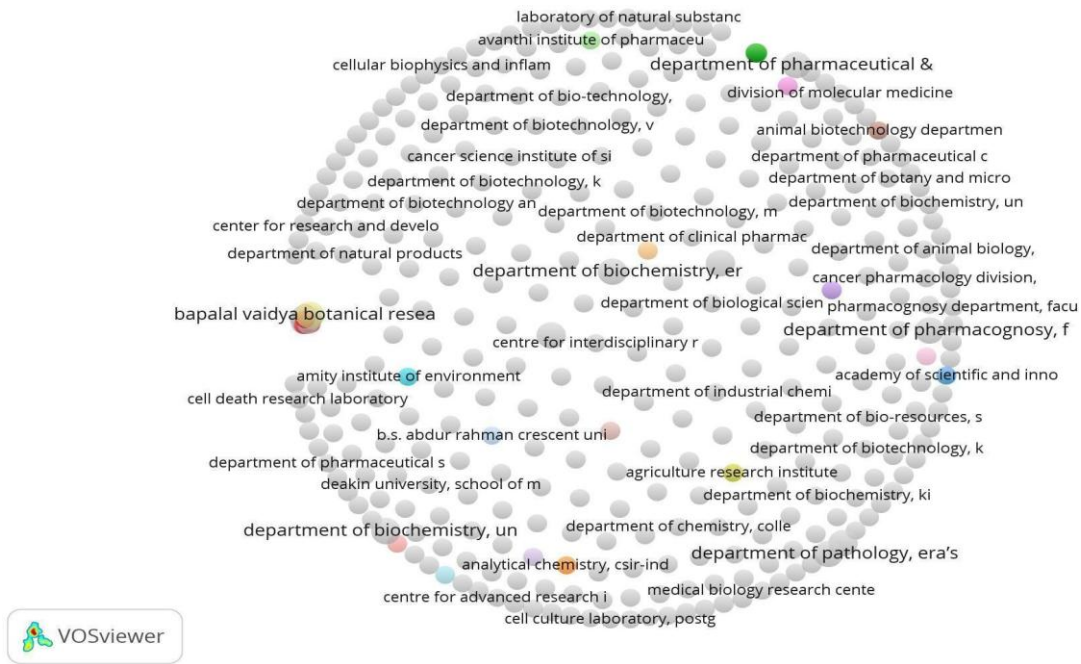 laboratory of natural substanc
avanthi institute of pharmaceu
cellular biophysics and inflam
department of pharmaceutical &
division of molecular medicine
department of bio-technology,
department of biotechnology, v
animal biotechnology departmen
cancer science institute of si
department of pharmaceutical c
department of biotechnology, k
department of botany and micro
department of biotechnology an
department of biotechnology, m
department of biochemistry, un
center for research and develo
department of clinical pharmac
department of natural products
department of animal biology,
department of biochemistry, er
cancer pharmacology division,
department of biological scien
pharmacognosy department, facu
bapalal vaidya botanical resea
department of pharmacognosy, f
centre for interdisciplinary r
amity institute of environment
academy of scientific and inno
cell death research laboratory
department of industrial chemi
department of bio-resources, s
b.s. abdur rahman crescent uni
department of biotechnology, k
department of pharmaceutical s
agriculture research institute
deakin university, school of m
department of biochemistry, ki
department of biochemistry, un
department of chemistry, colle
department of pathology, era's
analytical chemistry, csir-ind
medical biology research cente
centre for advanced research i
cell culture laboratory, postg
VOSviewer